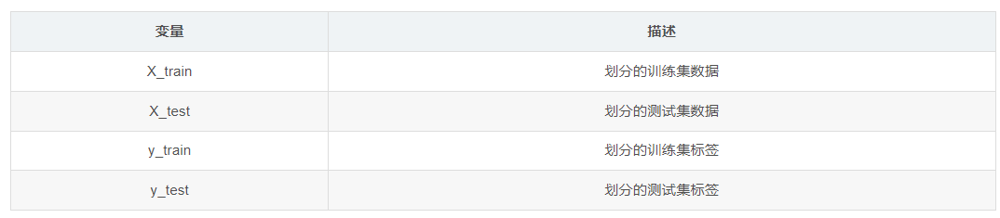 变量 描述
X_train 划分的训练集数据
X_test 划分的测试集数据
y_train 划分的训练集标签
y_test 划分的测试集标签